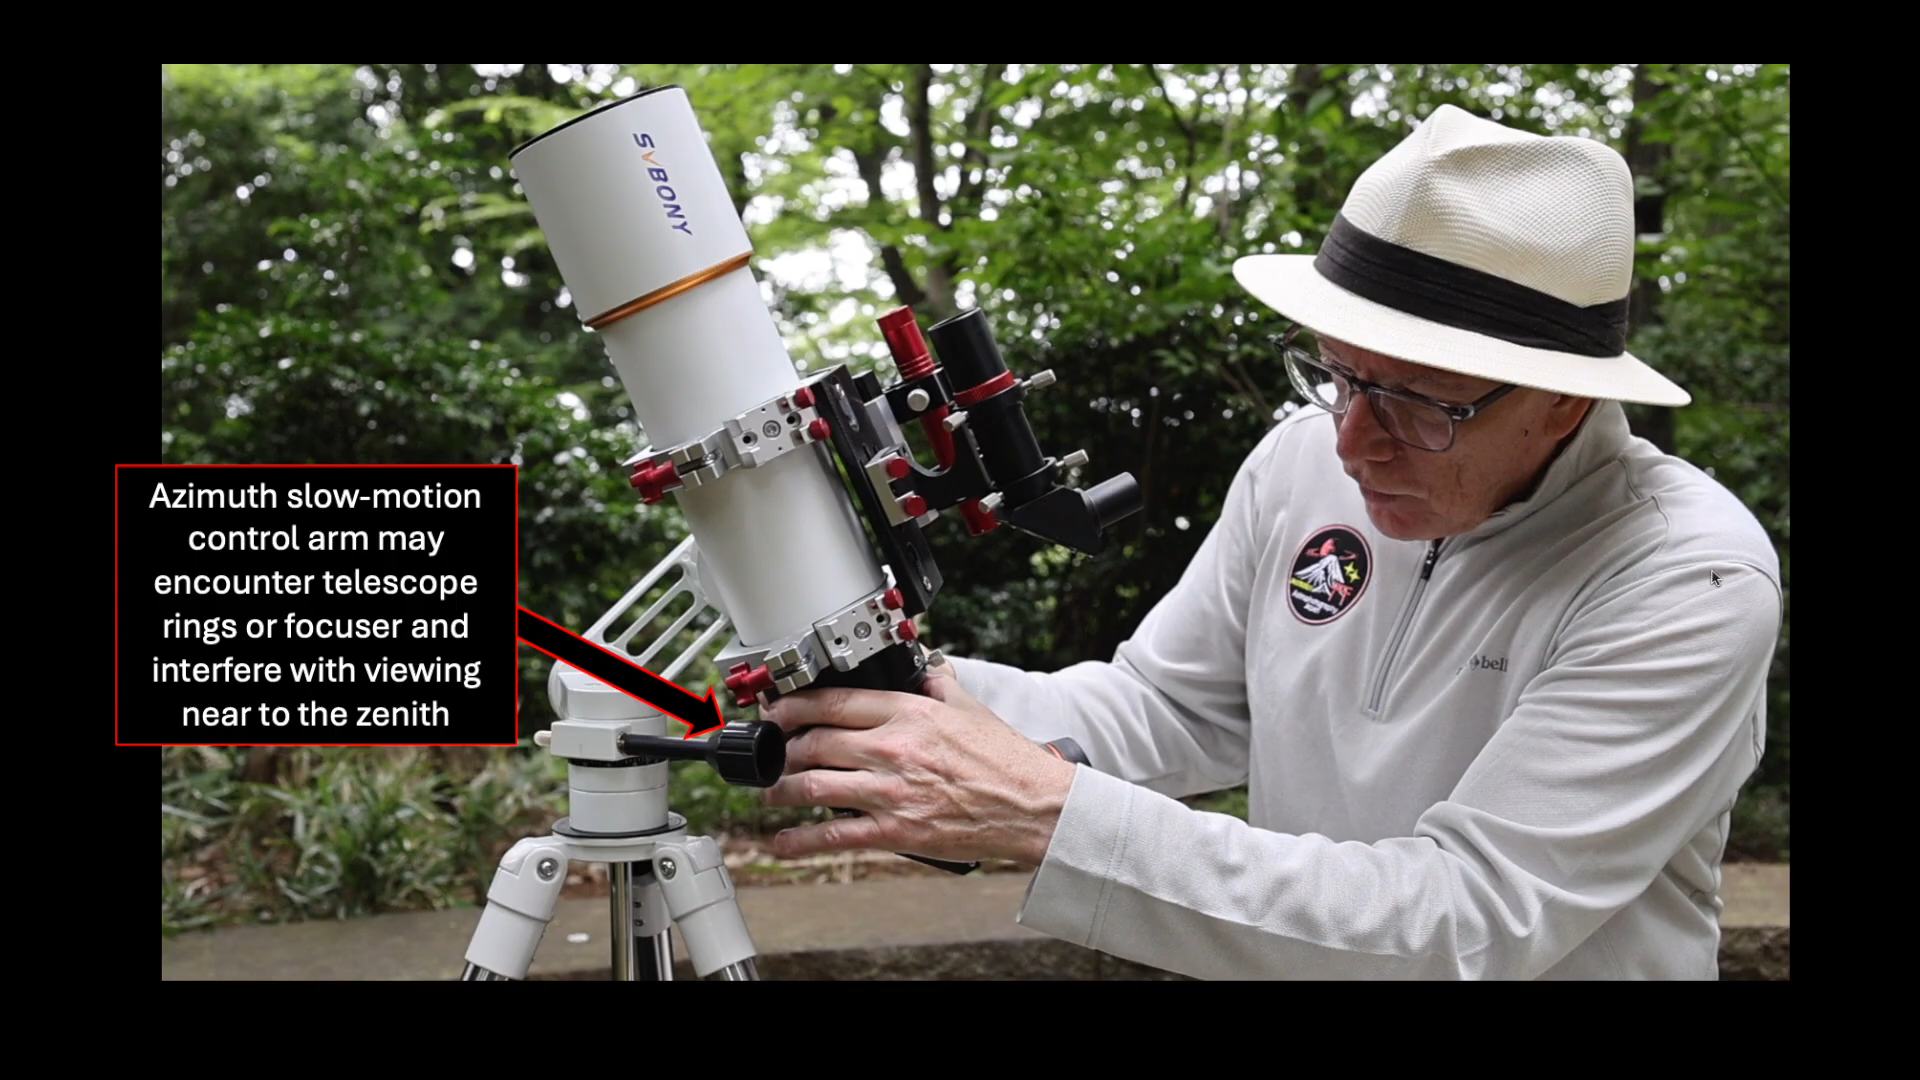 SVBONY
Azimuth slow-motion
control arm may
encounter telescope
rings or focuser and
interfere with viewing
near to the zenith
bell